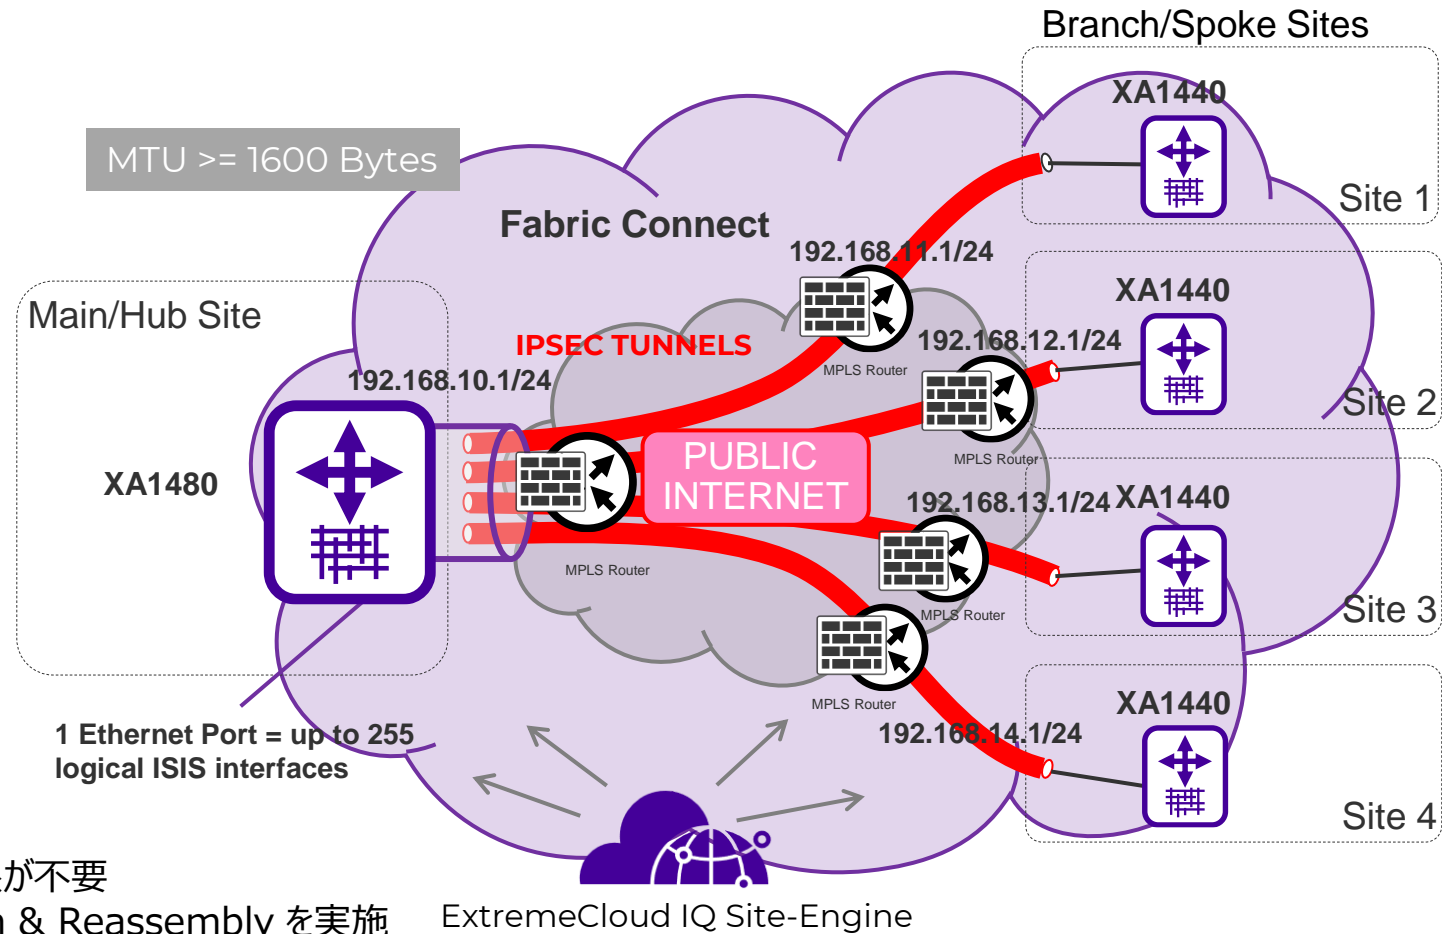 Branch/Spoke Sites
XA1440
MTU >= 1600 Bytes
Site 1
Fabric Connect
192.168.11.1/24
XA1440
Main/Hub Site
IPSEC TUNNELS
192.168.12.1/24
MPLS Router
192.168.10.1/24
Site 2
PUBLIC
INTERNET
MPLS Router
XA1480
192.168.13.1/24
XA1440
MPLS Router
Site 3
MPLS Router
XA1440
MPLS Router
192.168.14.1/24
1 Ethernet Port = up to 255
logical ISIS interfaces
Site 4
が不要
& Reassembly を実施
ExtremeCloud IQ Site-Engine